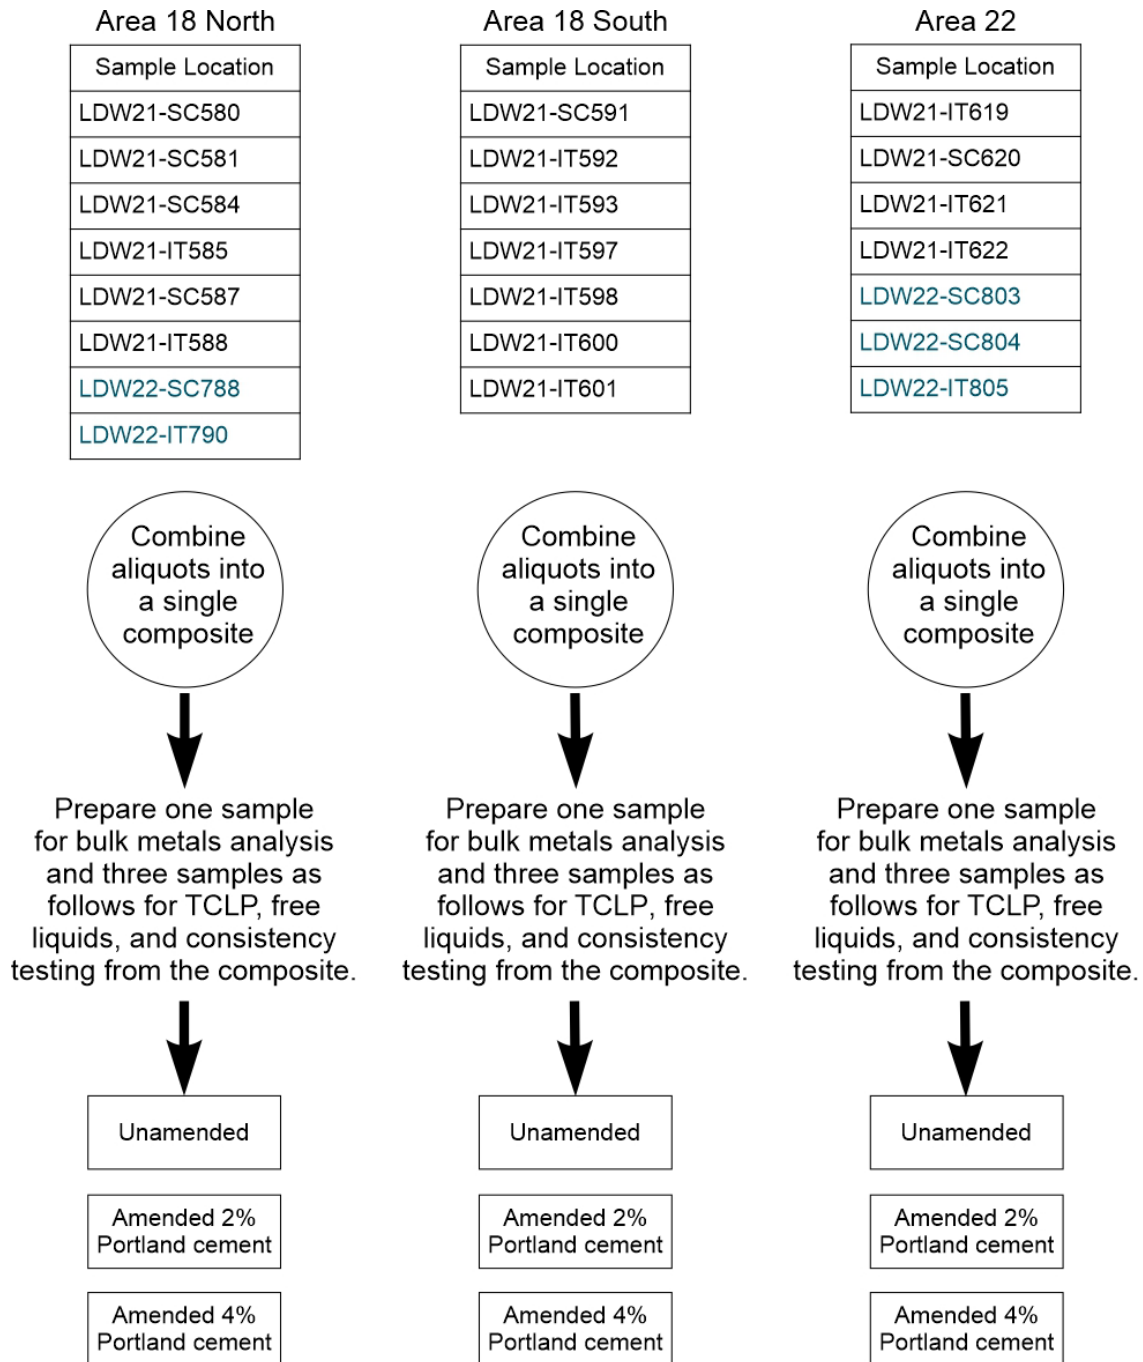 Area 18 North
Sample Location
LDW21-SC580
LDW21-SC581
LDW21-SC584
LDW21-IT585
LDW21-SC587
LDW21-IT588
LDW22-SC788
LDW22-IT790
Combine
aliquots into
a single
composite
Prepare one sample
for bulk metals analysis
and three samples as
follows for TCLP, free
liquids, and consistency
testing from the composite.
Unamended
Amended 2%
Portland cement
Amended 4%
Portland cement
Area 18 South
Sample Location
LDW21-SC591
LDW21-IT592
LDW21-IT593
LDW21-IT597
LDW21-IT598
LDW21-IT600
LDW21-IT601
Combine
aliquots into
a single
composite
Prepare one sample
for bulk metals analysis
and three samples as
follows for TCLP, free
liquids, and consistency
testing from the composite.
Unamended
Amended 2%
Portland cement
Amended 4%
Portland cement
Area 22
Sample Location
LDW21-IT619
LDW21-SC620
LDW21-IT621
LDW21-IT622
LDW22-SC803
LDW22-SC804
LDW22-IT805
Combine
aliquots into
a single
composite
Prepare one sample
for bulk metals analysis
and three samples as
follows for TCLP, free
liquids, and consistency
testing from the composite.
Unamended
Amended 2%
Portland cement
Amended 4%
Portland cement